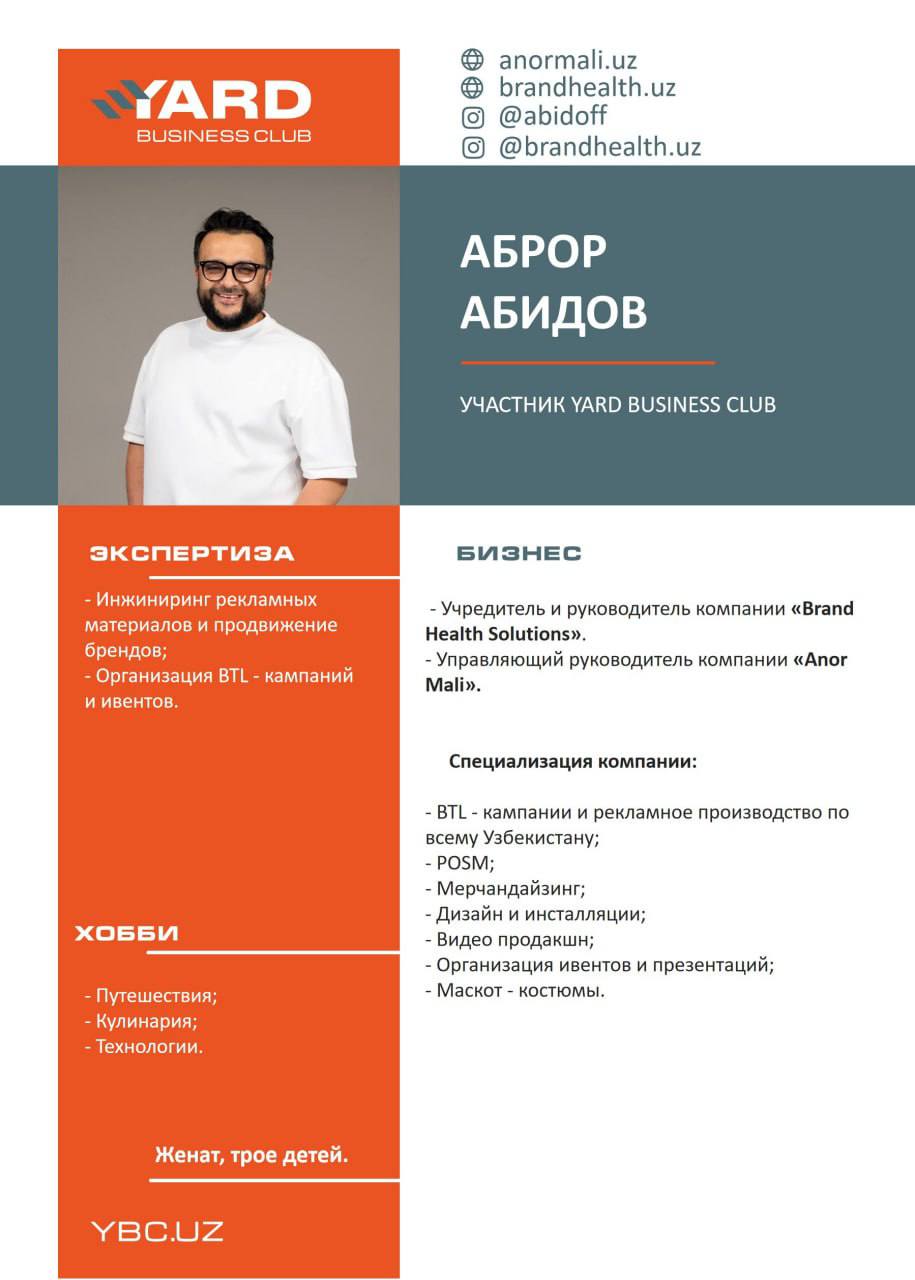 YARD
BUSINESS CLUB
anormali.uz
brandhealth.uz
@abidoff
@brandhealth.uz
АБРОР
АБИДОВ
УЧАСТНИК YARD BUSINESS CLUB
ЭКСПЕРТИЗА
- Инжиниринг рекламных
материалов и продвижение
брендов;
- Организация BTL - кампаний
и ивентов.
ХОББИ
- Путешествия;
- Кулинария;
- Технологии.
Женат, трое детей.
YBC.UZ
БИЗНЕС
- Учредитель и руководитель компании «Brand
Health Solutions».
- Управляющий руководитель компании «Anor
Mali».
Специализация компании:
- BTL - кампании и рекламное производство по
всему Узбекистану;
- POSM;
- Мерчандайзинг;
- Дизайн и инсталляции;
- Видео продакшн;
- Организация ивентов и презентаций;
- Маскот - костюмы.